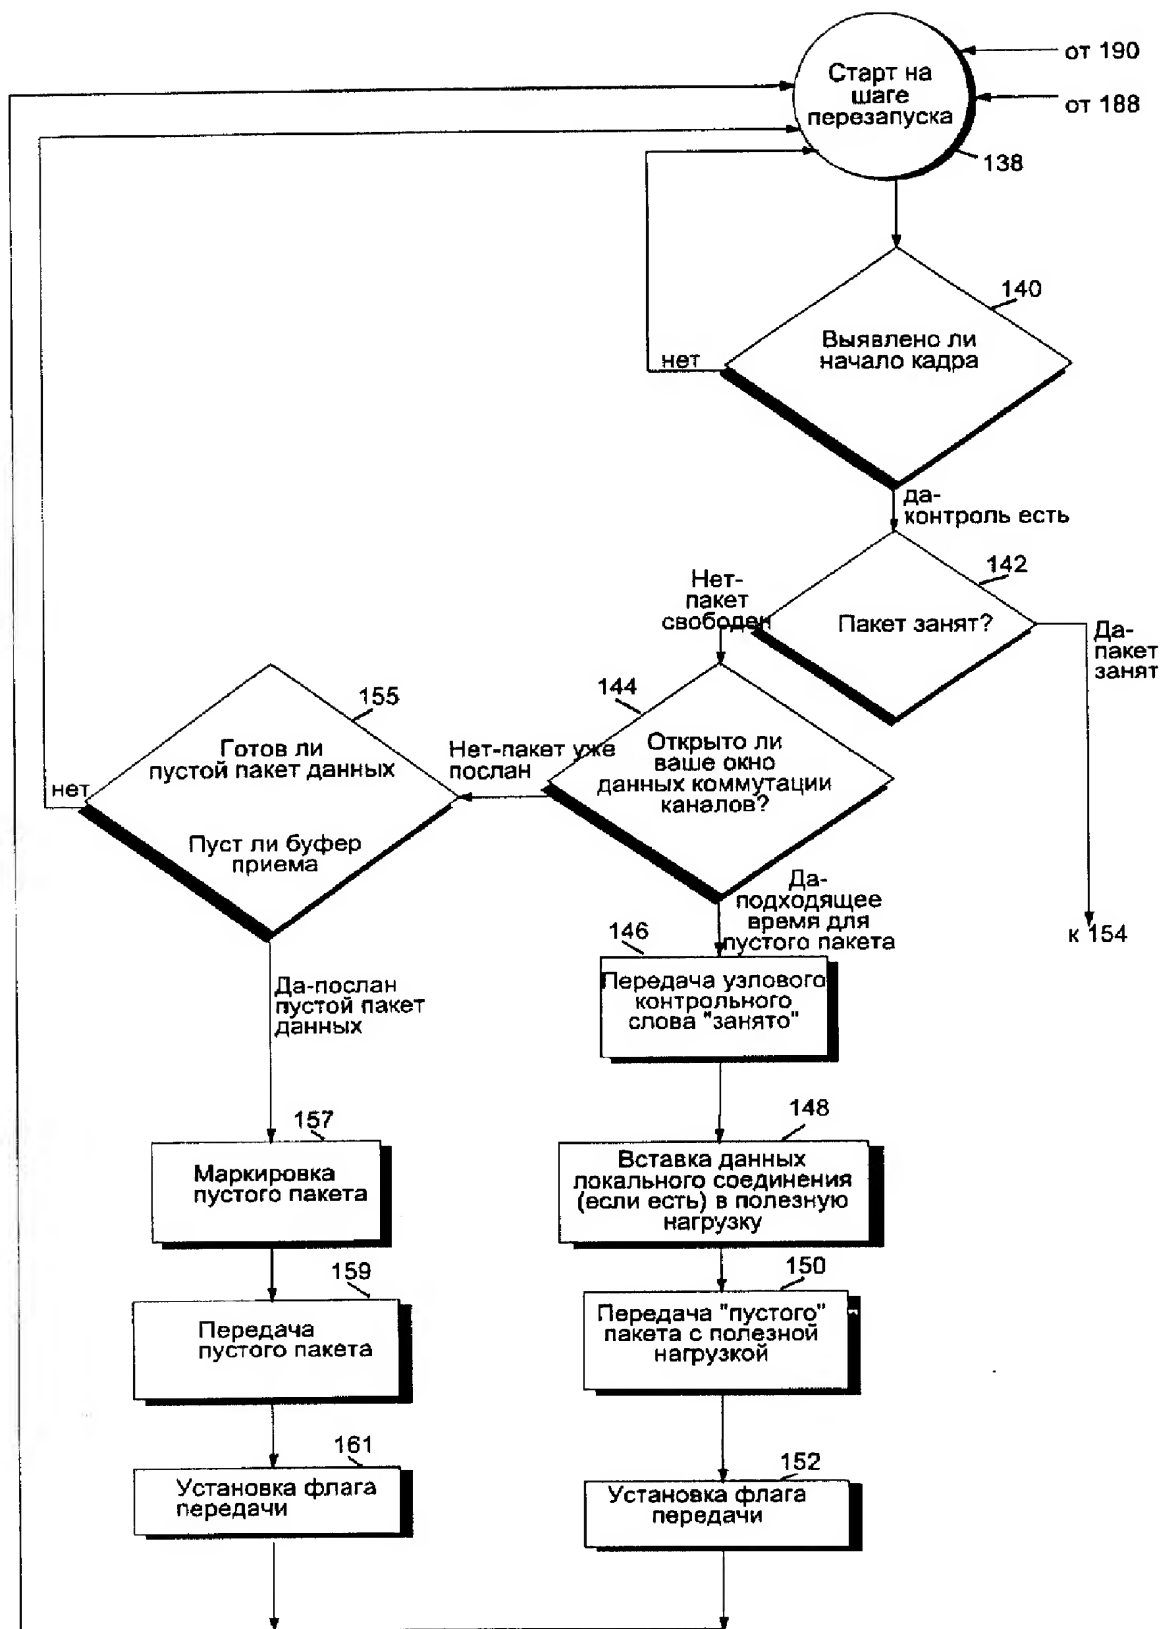 от 190
Старт на
шаге
перезапуска
от 188
138
140
Выявлено ли
начало кадра
нет
да-
контроль есть
142
Нет-
пакет
свободен
Пакет занят?
Да-
пакет
занят
144
155
Готов ли
пустой пакет данных
Нет-пакет уже
послан
Открыто ли
ваше окно
данных коммутации
каналов?
нет
Пуст ли буфер
приема
Да-
подходящее
время для
пустого пакета
к 154
146
Передача узлового
контрольного
слова "занято"
Да-послан
пустой пакет
данных
157
Маркировка
пустого пакета
148
Вставка данных
локального соединения
(если есть) в полезную
нагрузку
159
Передача
пустого пакета
150
Передача "пустого"
пакета с полезной
нагрузкой
161
Установка флага
передачи
152
Установка флага
передачи